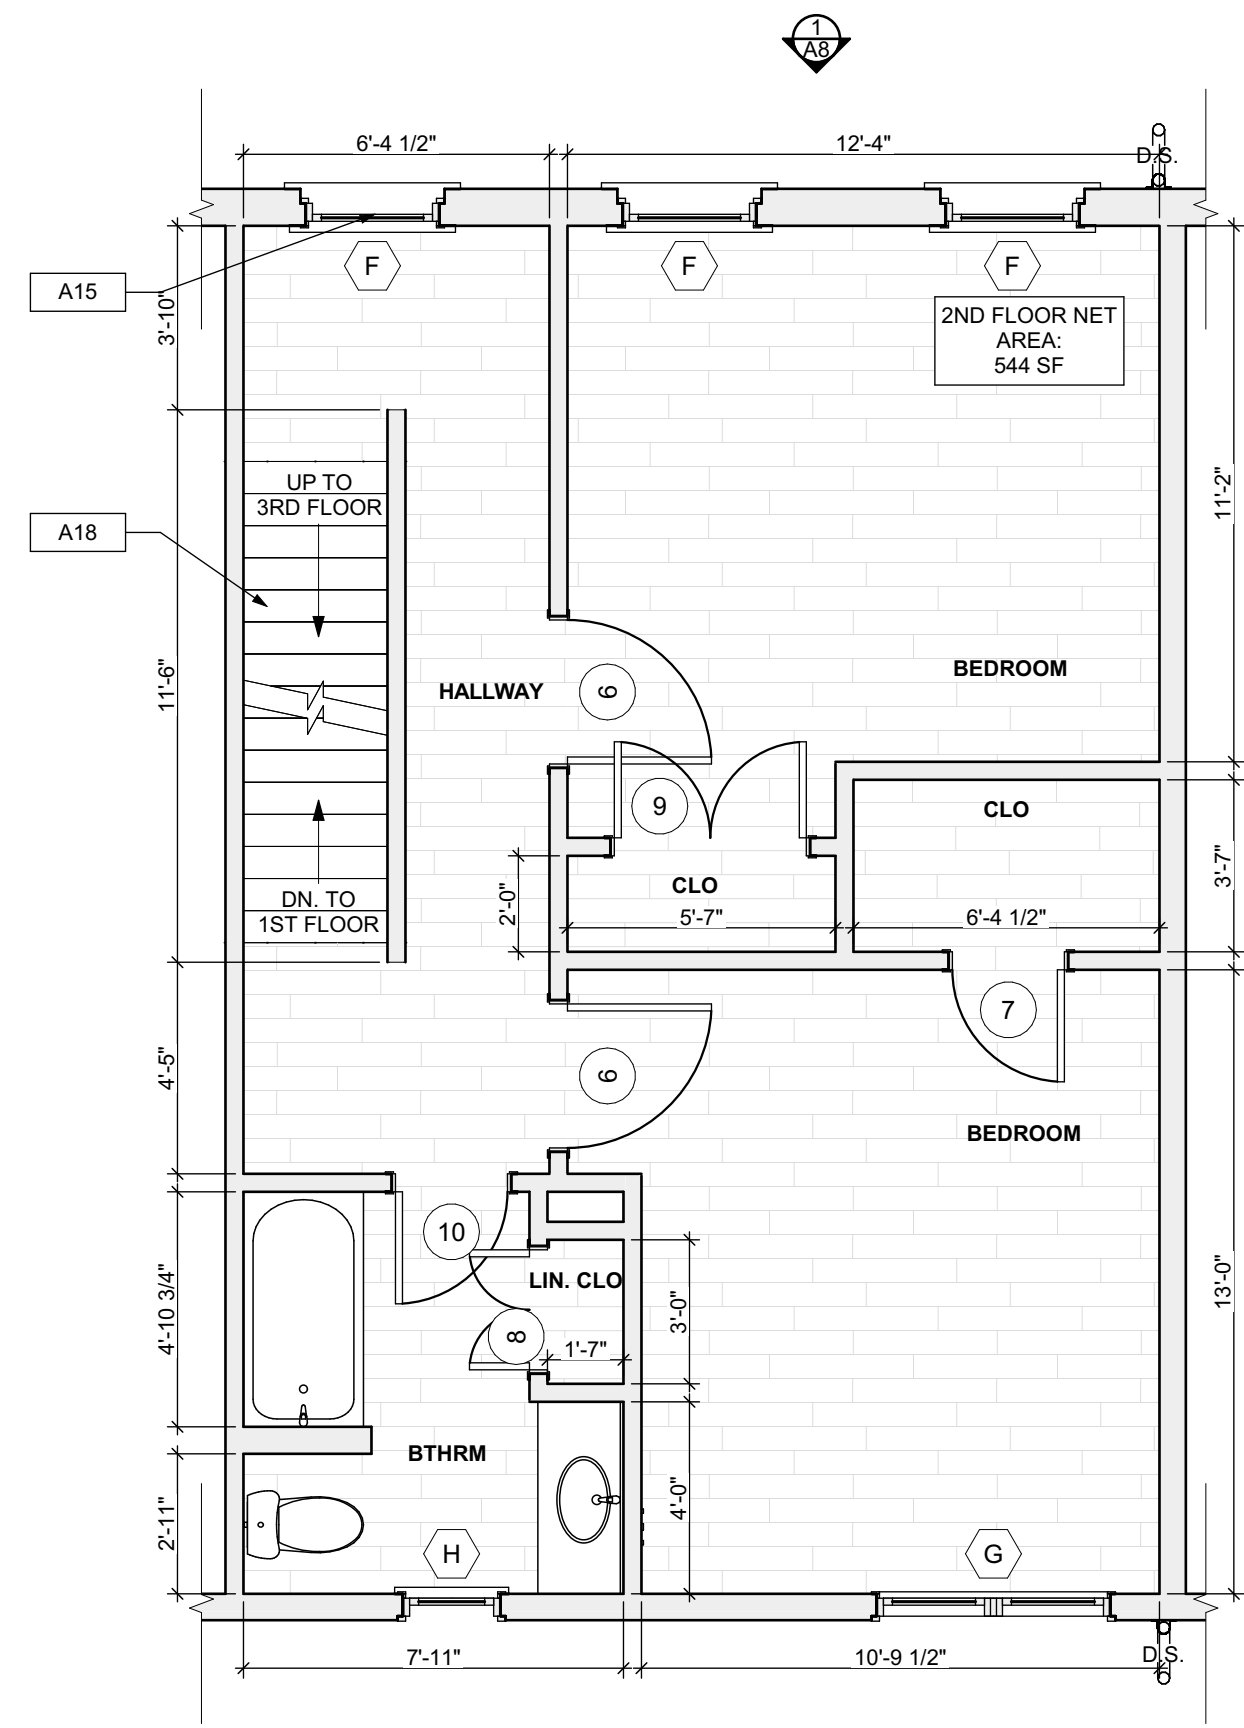 1
A8
6'-4 1/2"
12'-4"
D.S.
F
F
F
A15
3'-10"
2ND FLOOR NET
AREA:
544 SF
UP TO
3RD FLOOR
11'-2"
A18
11'-6"
HALLWAY
6
BEDROOM
9
CLO
CLO
2'-0"
5'-7"
6'-4 1/2"
3'-7"
DN. TO
1ST FLOOR
7
4'-5"
6
BEDROOM
10
LIN. CLO
4'-10 3/4"
8
1'-7"
3'-0"
13'-0"
BTHRM
2'-11"
4'-0"
H
G
7'-11"
10'-9 1/2"
D.S.